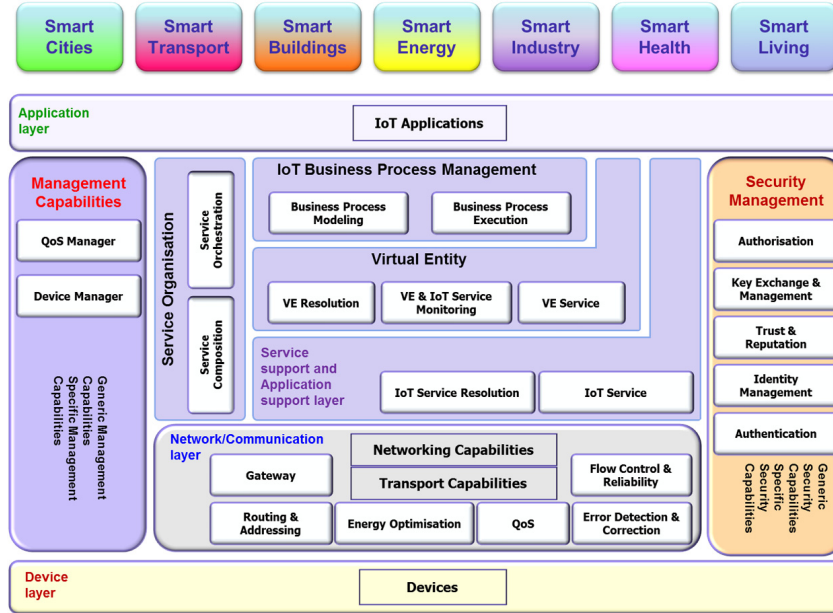 Smart
Cities
Smart
Transport
Smart
Buildings
Smart
Energy
Smart
Industry
Smart
Health
Smart
Living
Application
layer
IoT Applications
Management
Capabilities
QoS Manager
Device Manager
Generic Management
Capabilities
Specific Management
Capabilities
Service Organisation
Service
Orchestration
Service
Composition
IoT Business Process Management
Business Process
Modeling
Business Process
Execution
Virtual Entity
VE Resolution
VE & IoT Service
Monitoring
VE Service
Service
support and
Application
support layer
IoT Service Resolution
IoT Service
Security
Management
Authorisation
Key Exchange &
Management
Trust &
Reputation
Identity
Management
Authentication
Generic
Security
Capabilities
Specific
Security
Capabilities
Network/Communication
layer
Networking Capabilities
Transport Capabilities
Gateway
Flow Control &
Reliability
Routing &
Addressing
Energy Optimisation
QoS
Error Detection &
Correction
Device
layer
Devices